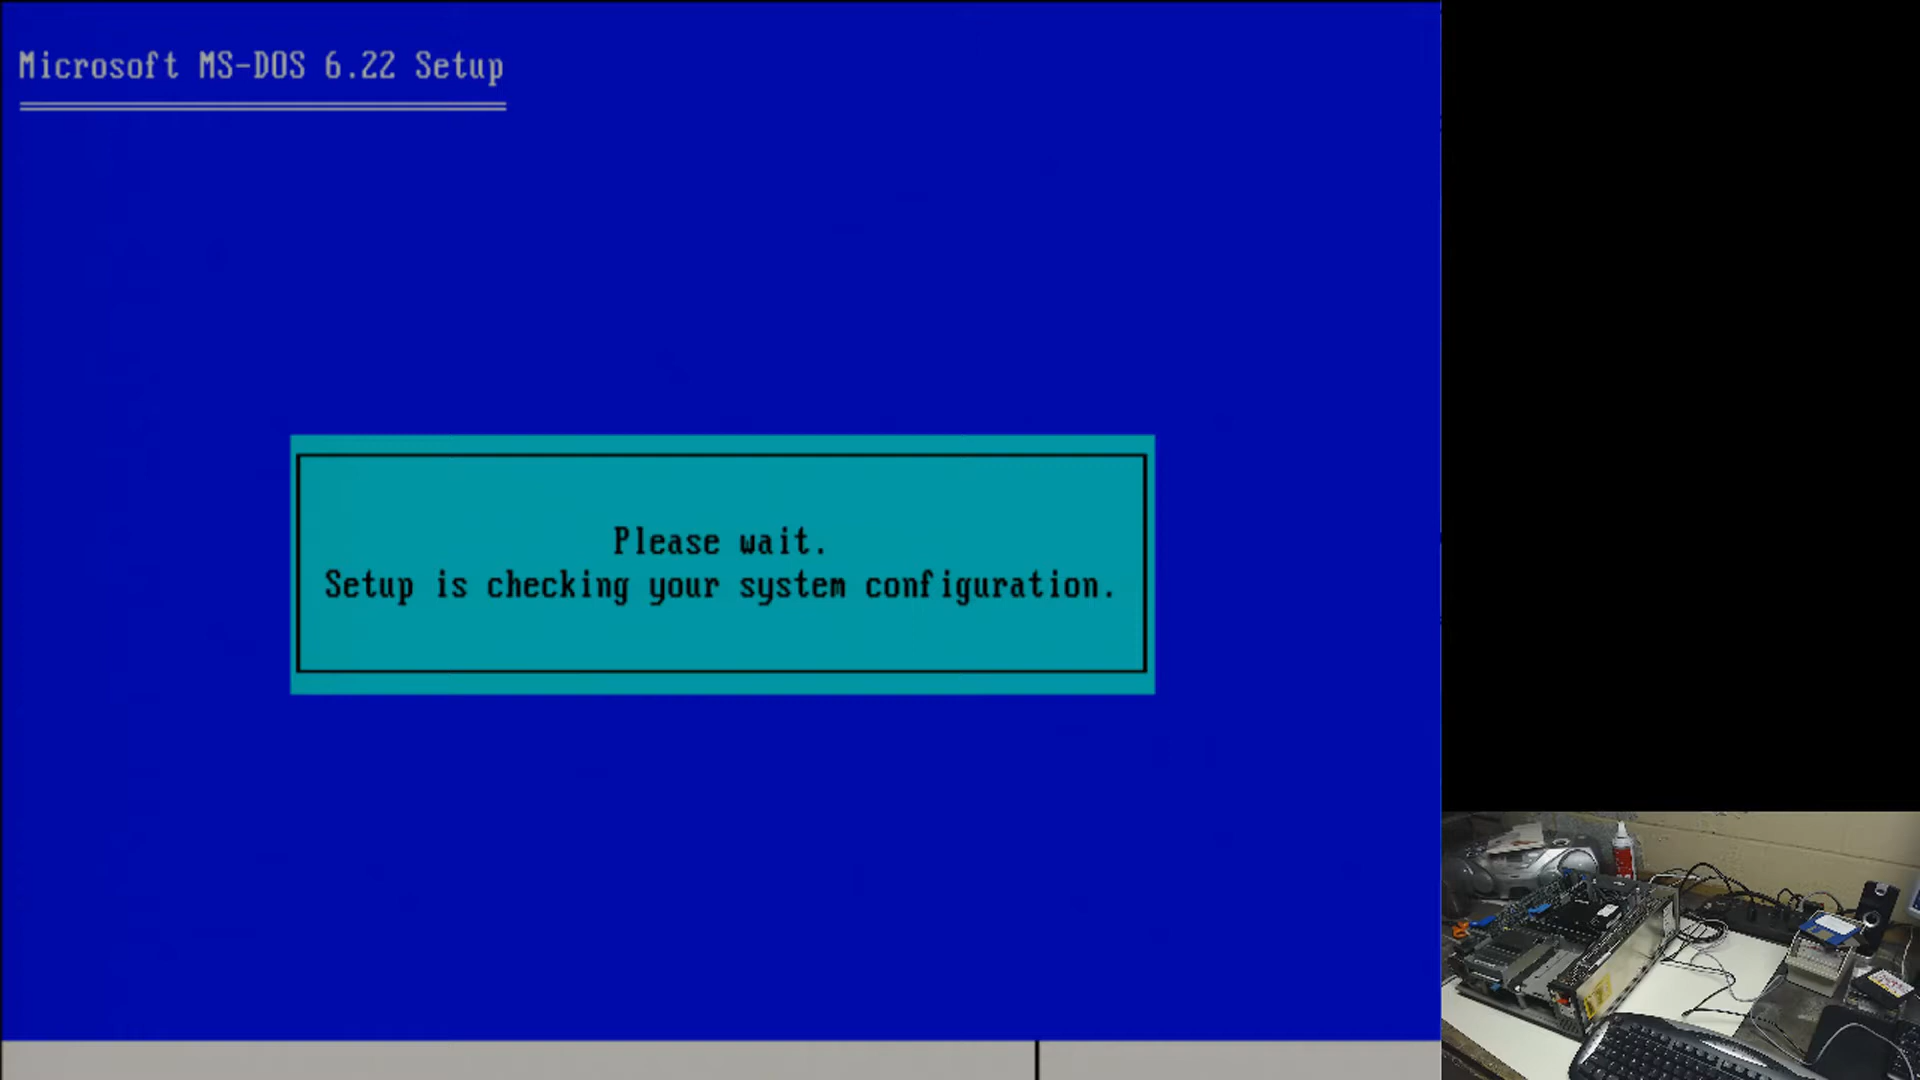 Microsoft MS-DOS 6.22 Setup
Please wait.
Setup is checking your system configuration.